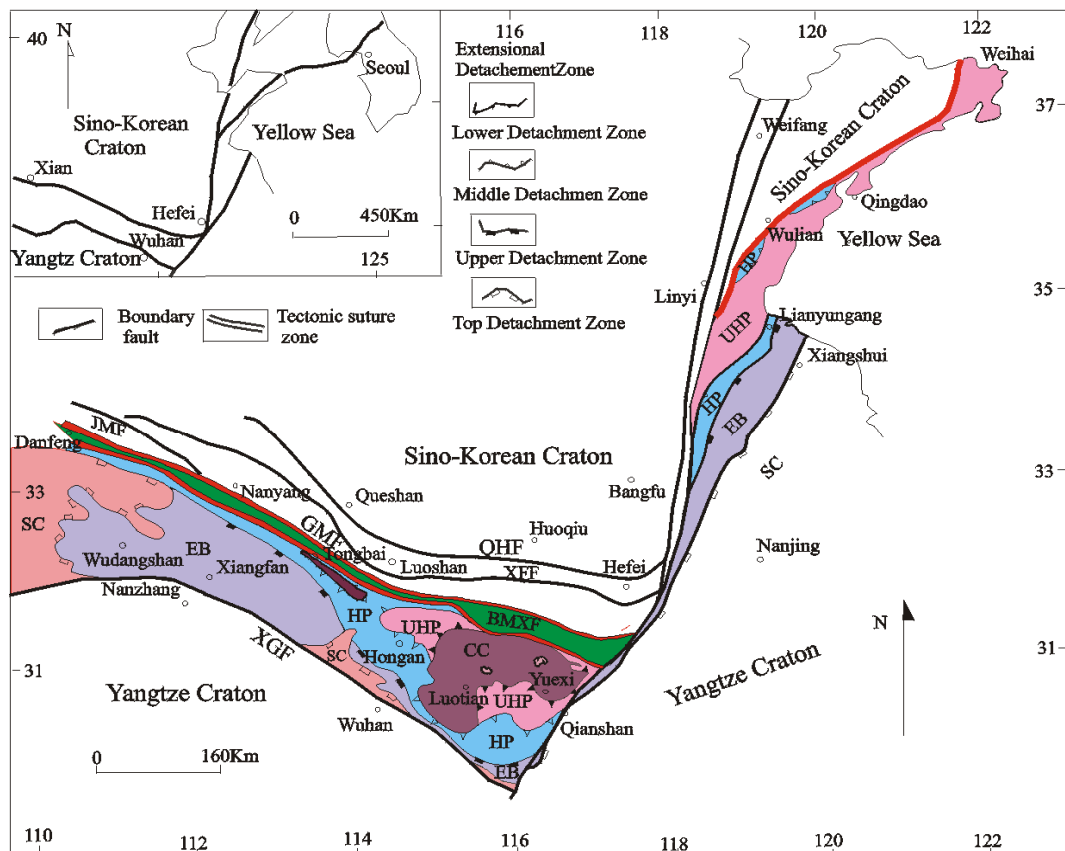 116
118
120
122
40
N
Seoul
Sino-Korean
Craton
Yellow Sea
Xian
Hefei
0
450Km
Wuhan
Yangtz Craton
125
Extensional
DetachementZone
Lower Detachment Zone
Middle Detachmen Zone
Upper Detachment Zone
Top Detachment Zone
Boundary
fault
Tectonic suture
zone
Weihai
37
Weifang
Sino-Korean Craton
Qingdao
Wulian
Yellow Sea
HP
Linyi
35
UHP
Lianyungang
Xiangshui
HP
EB
SC
33
JMF
Danfeng
Sino-Korean Craton
Bangfu
33
Nanyang
Queshan
SC
GMF
Huoqiu
QHF
EB
Tongbai
Wudangshan
Luoshan
XFF
Hefei
Nanjing
Xiangfan
Nanzhang
HP
BMXF
N
UHP
XGF
SC
Hongan
CC
31
31
Yuexi
Yangtze Craton
Luotian
UHP
Yangtze Craton
Wuhan
Qianshan
HP
0
160Km
EB
110
112
114
116
118
120
122